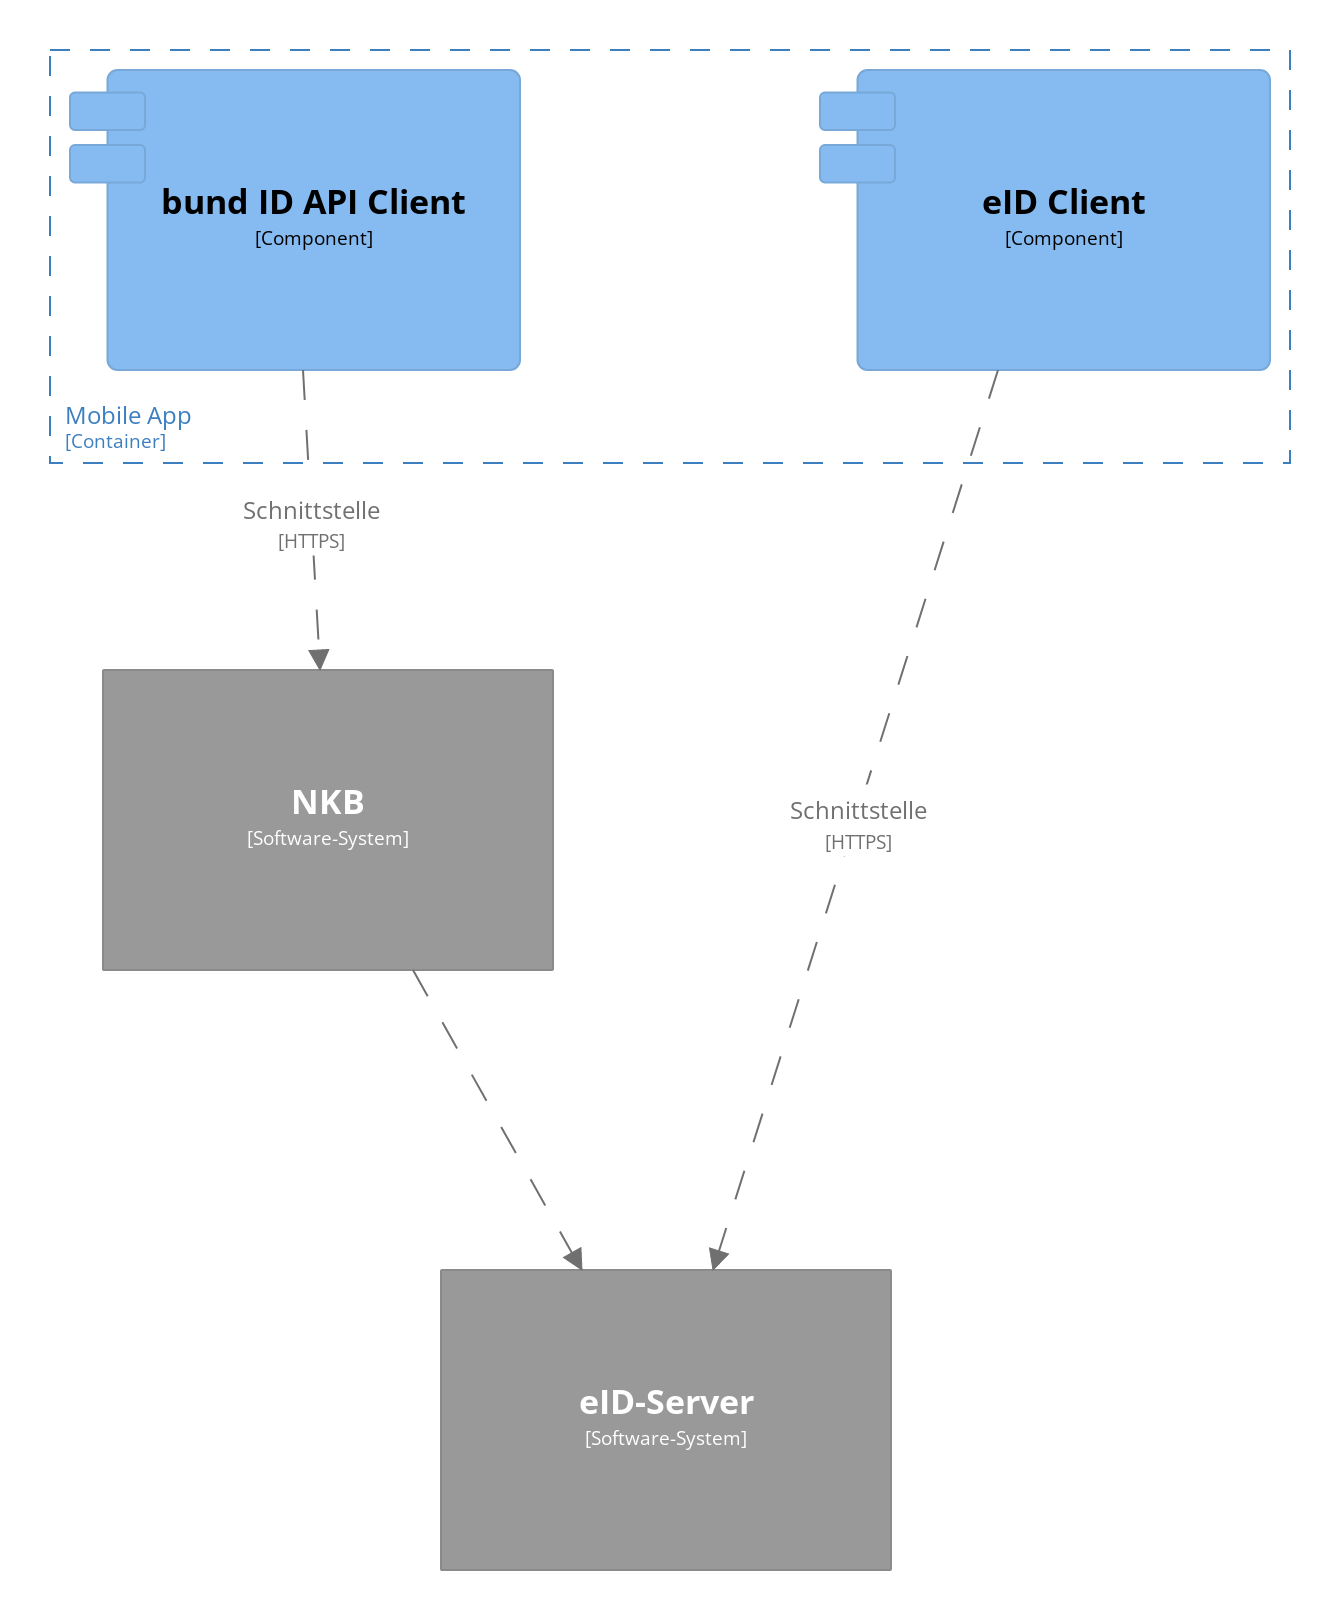 bund ID API Client
[Component]
eID Client
[Component]
Mobile App
[Container]
Schnittstelle
[HTTPS]
NKB
[Software-System]
Schnittstelle
[HTTPS]
eID-Server
[Software-System]